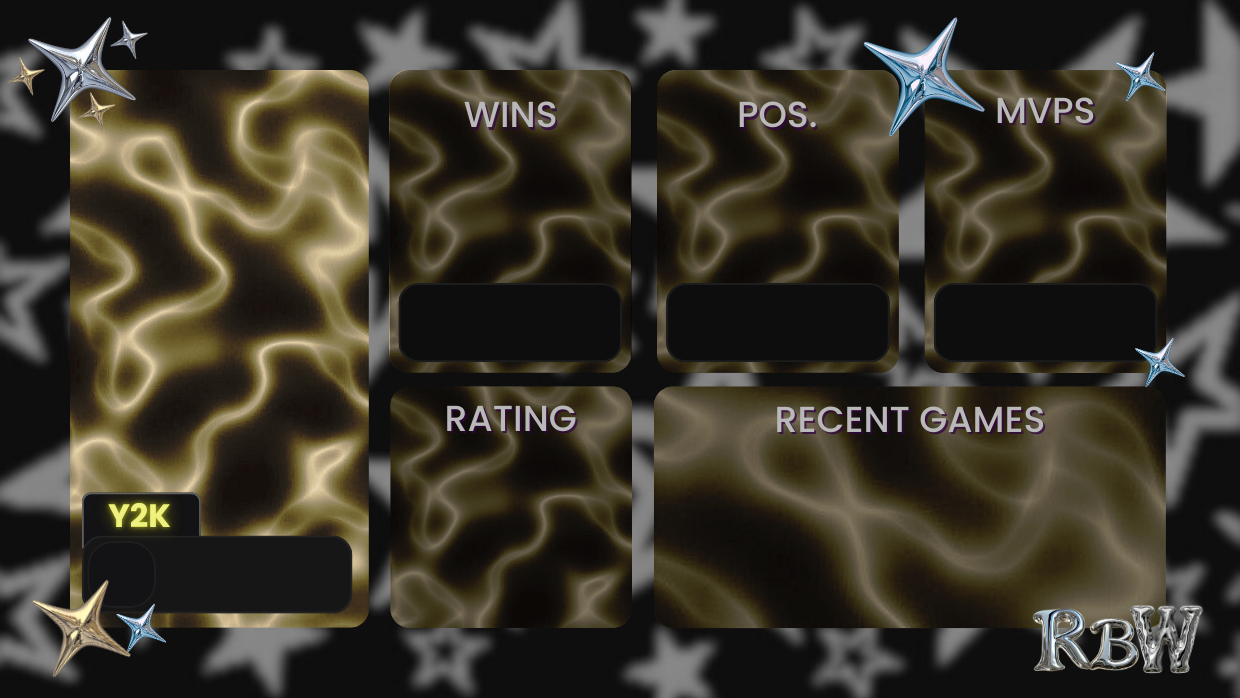 WINS
POS.
MVPS
RATING
RECENT GAMES
Y2K
RBW